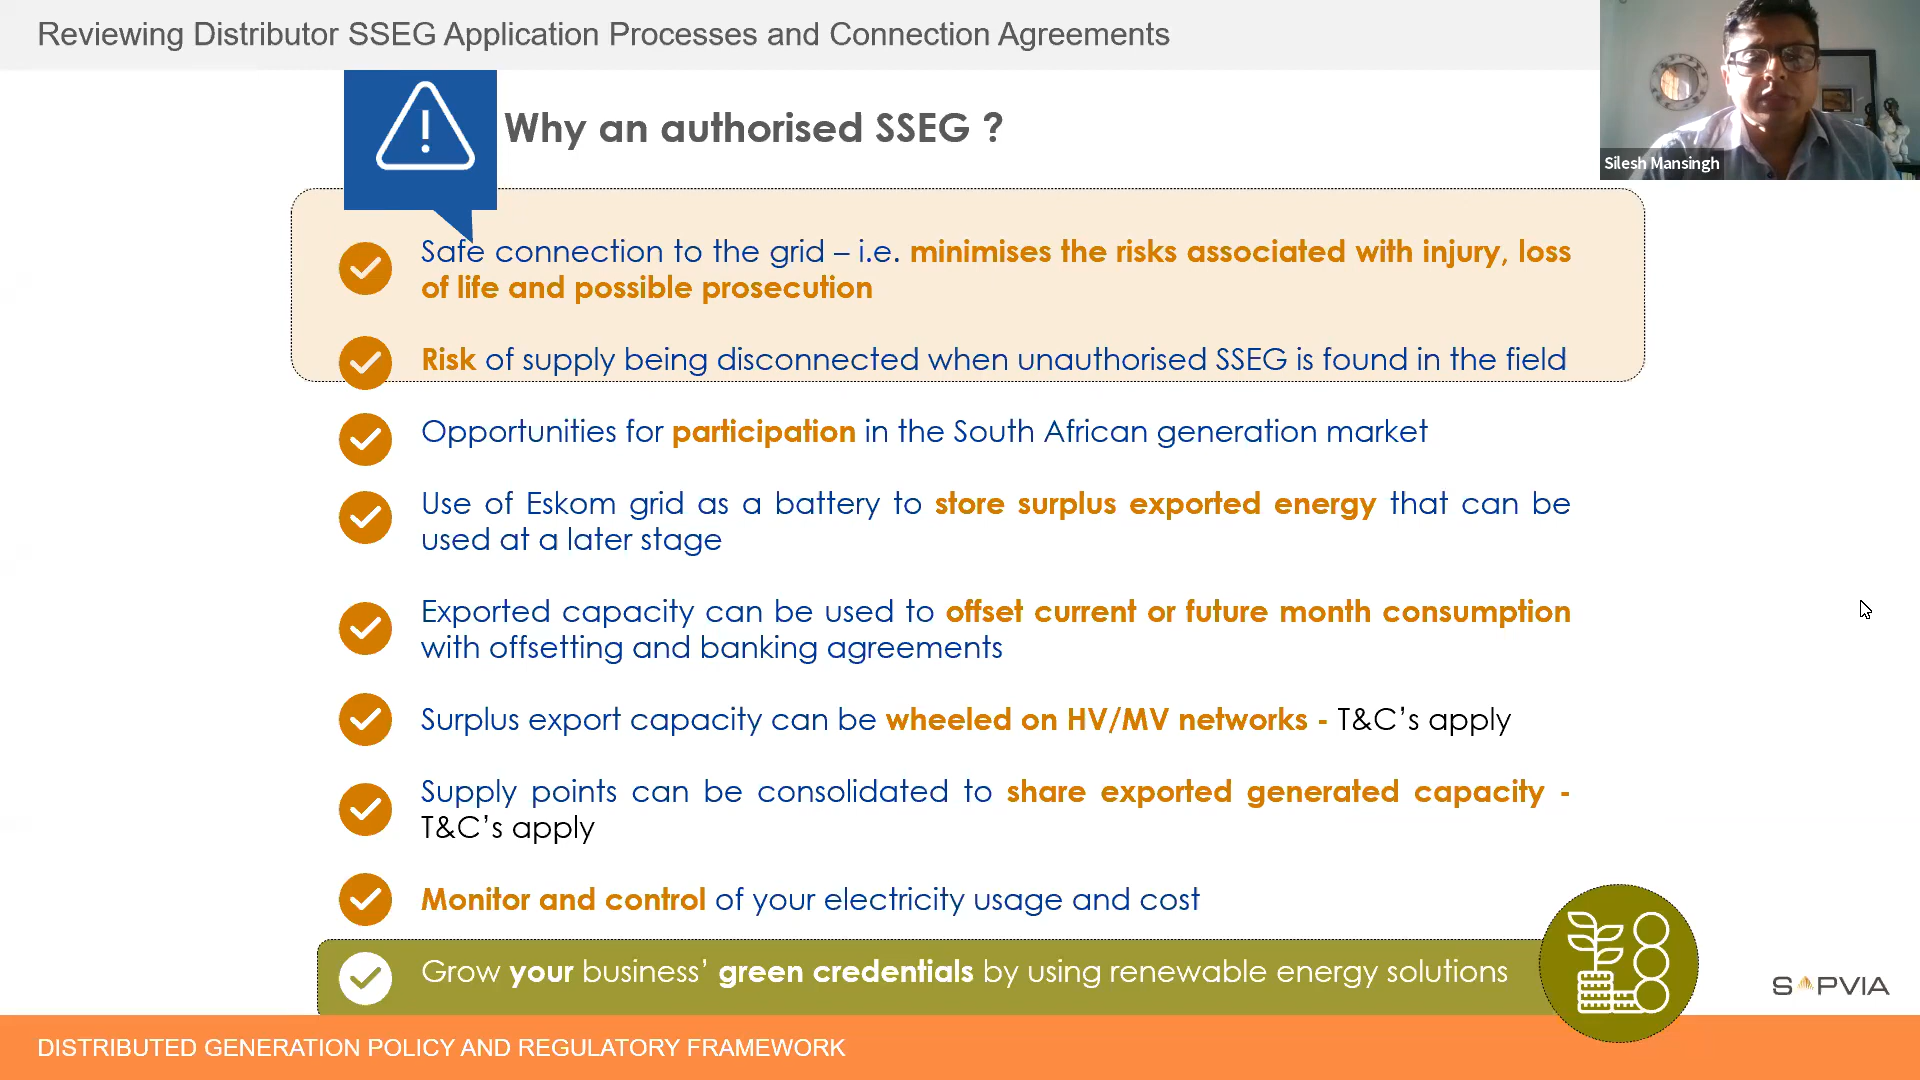 Reviewing Distributor SSEG Application Processes and Connection Agreements
Silesh Mansingh
Why an authorised SSEG ?
Safe connection to the grid – i.e. minimises the risks associated with injury, loss
of life and possible prosecution
Risk of supply being disconnected when unauthorised SSEG is found in the field
Opportunities for participation in the South African generation market
Use of Eskom grid as a battery to store surplus exported energy that can be
used at a later stage
Exported capacity can be used to offset current or future month consumption
with offsetting and banking agreements
Surplus export capacity can be wheeled on HV/MV networks - T&C’s apply
Supply points can be consolidated to share exported generated capacity -
T&C’s apply
Monitor and control of your electricity usage and cost
Grow your business’ green credentials by using renewable energy solutions
SAPVIA
DISTRIBUTED GENERATION POLICY AND REGULATORY FRAMEWORK